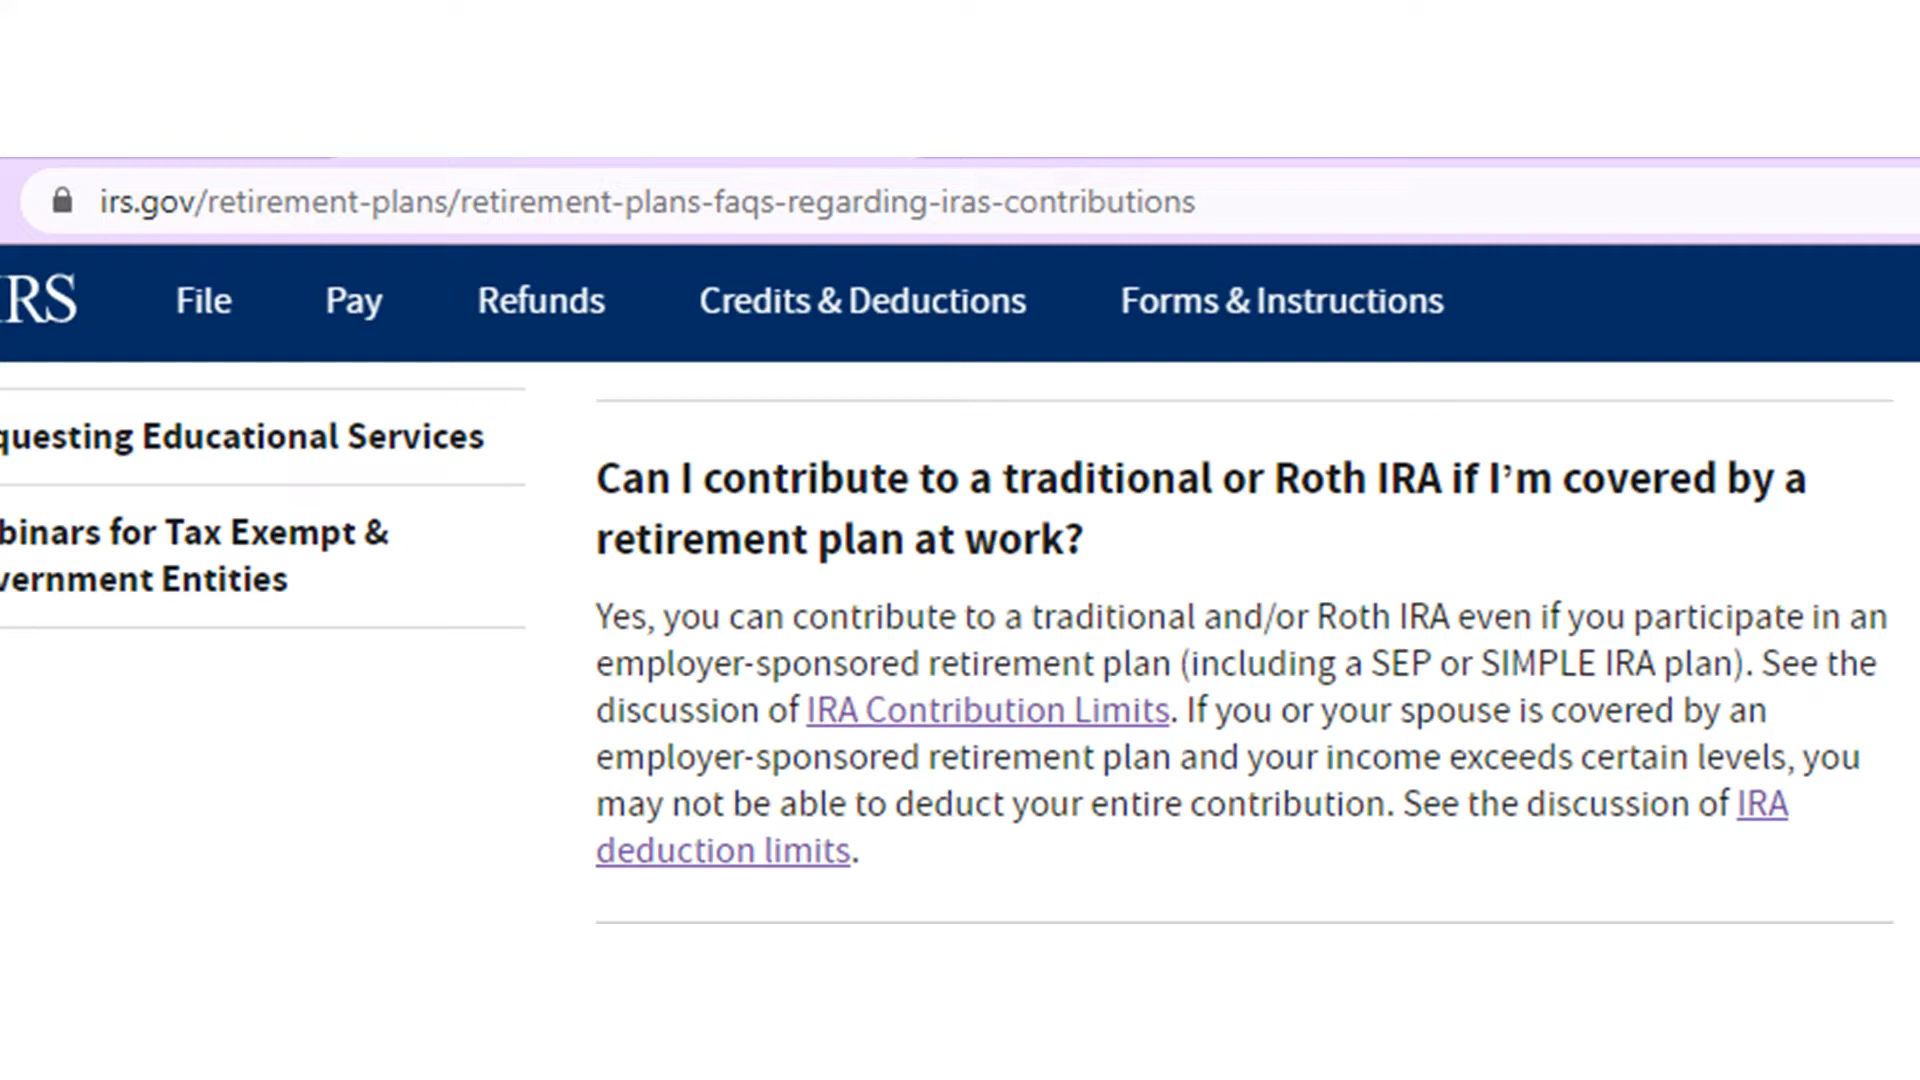 irs.gov/retirement-plans/retirement-plans-faqs-regarding-iras-contributions
IRS File Pay Refunds Credits & Deductions Forms & Instructions
questing Educational Services
binars for Tax Exempt &
vernment Entities
Can I contribute to a traditional or Roth IRA if I’m covered by a
retirement plan at work?
Yes, you can contribute to a traditional and/or Roth IRA even if you participate in an
employer-sponsored retirement plan (including a SEP or SIMPLE IRA plan). See the
discussion of IRA Contribution Limits. If you or your spouse is covered by an
employer-sponsored retirement plan and your income exceeds certain levels, you
may not be able to deduct your entire contribution. See the discussion of IRA
deduction limits.